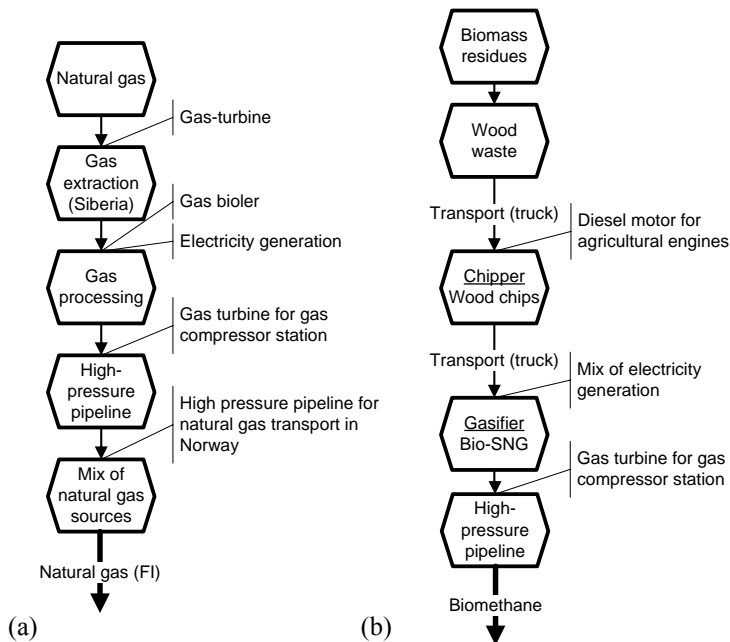 Natural gas
Gas-turbine
Gas
extraction
(Siberia)
Gas bioler
Electricity generation
Gas
processing
Gas turbine for gas
compressor station
High-
pressure
pipeline
High pressure pipeline for
natural gas transport in
Norway
Mix of
natural gas
sources
Natural gas (FI)
(a)
Biomass
residues
Wood
waste
Transport (truck)
Diesel motor for
agricultural engines
Chipper
Wood chips
Transport (truck)
Mix of electricity
generation
Gasifier
Bio-SNG
Gas turbine for gas
compressor station
High-
pressure
pipeline
Biomethane
(b)